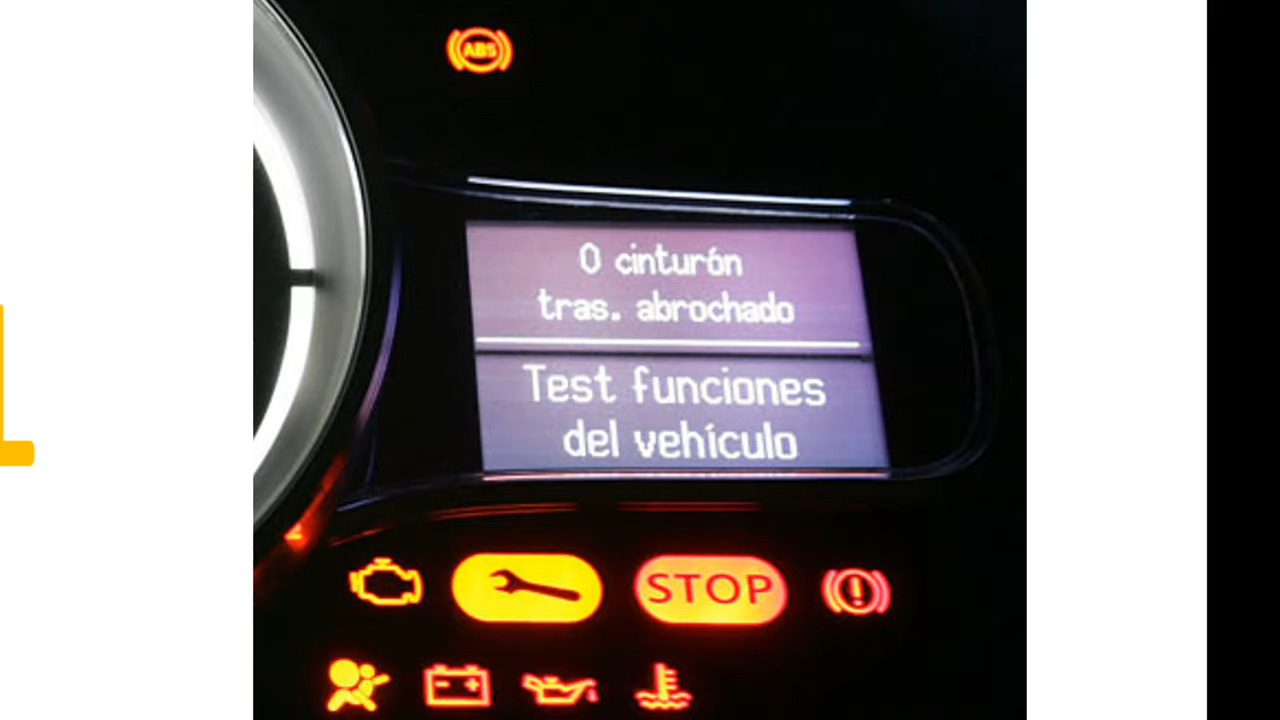 ABS
0 cinturón
tras. abrochado
Test funciones
del vehículo
STOP